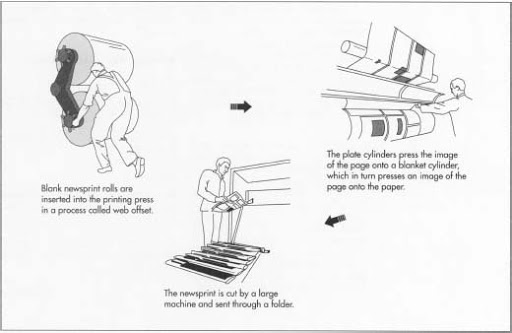 Blank newsprint rolls are
inserted into the printing press
in a process called web offset.
The plate cylinders press the image
of the page onto a blanket cylinder,
which in turn presses an image of the
page onto the paper.
The newsprint is cut by a large
machine and sent through a folder.